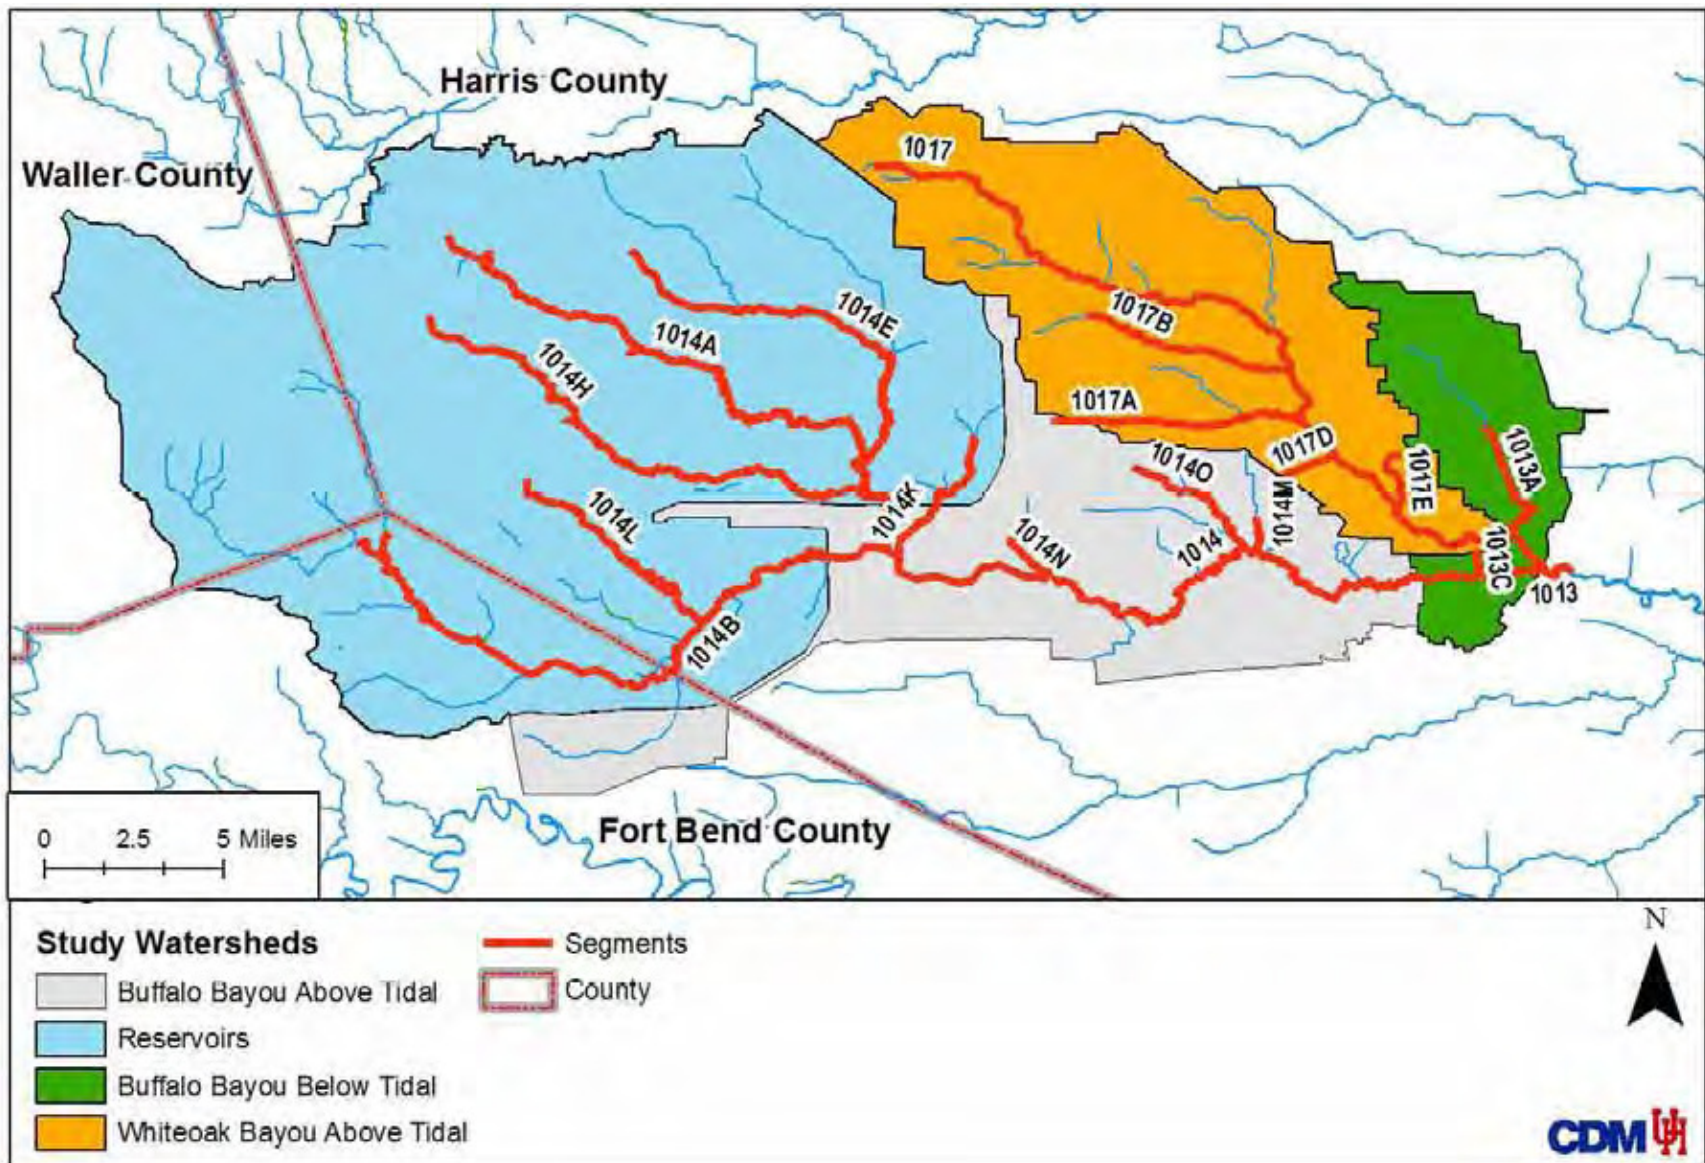 Harris County
Waller County
1017
1014E
1017B
1014A
1014H
1017A
1017D
1014O
1017E
1013A
1014M
1014K
1014L
1014N
1014
1013C
1013
1014B
Fort Bend County
0 2.5 5 Miles
N
Study Watersheds
Segments
Buffalo Bayou Above Tidal
County
Reservoirs
Buffalo Bayou Below Tidal
Whiteoak Bayou Above Tidal
CDM UH